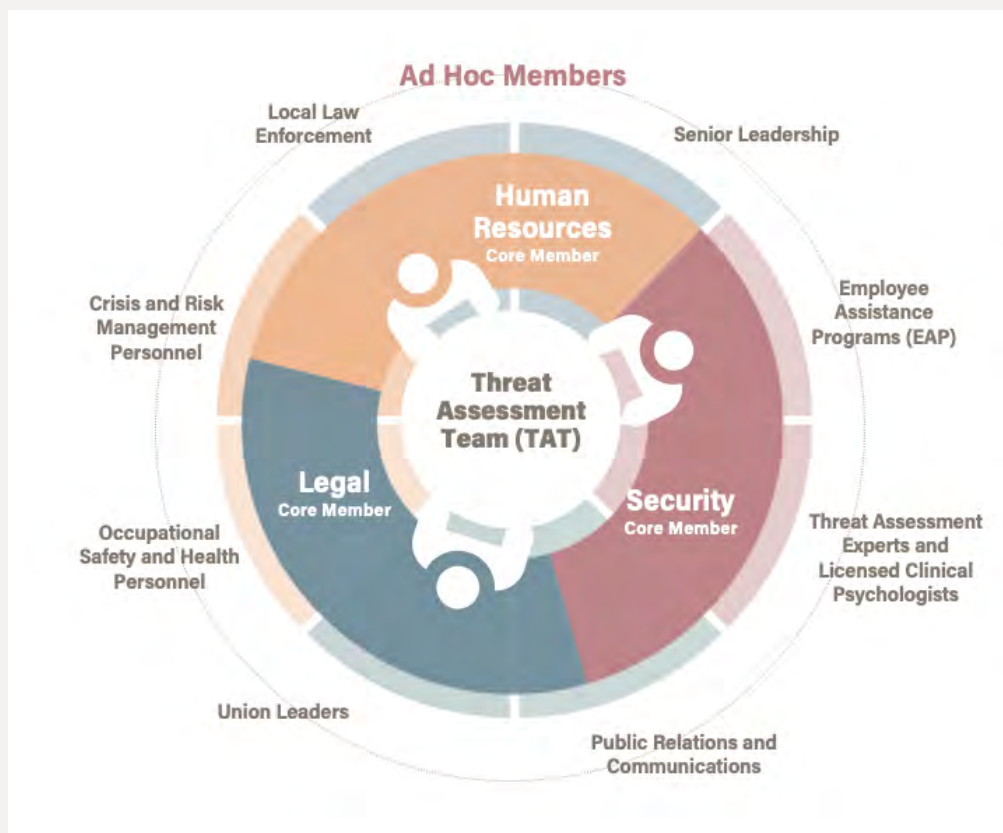 Ad Hoc Members
Local Law
Enforcement
Senior Leadership
Human
Resources
Core Member
Crisis and Risk
Management
Personnel
Employee
Assistance
Programs (EAP)
Threat
Assessment
Team (TAT)
Legal
Core Member
Security
Core Member
Occupational
Safety and Health
Personnel
Threat Assessment
Experts and
Licensed Clinical
Psychologists
Union Leaders
Public Relations and
Communications